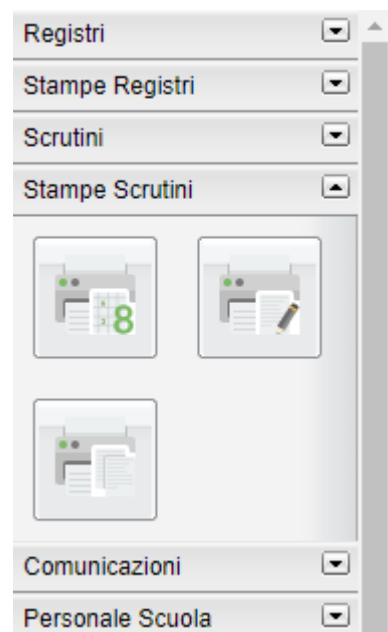 Registri
Stampe Registri
Scrutini
Stampe Scrutini
8
Comunicazioni
Personale Scuola